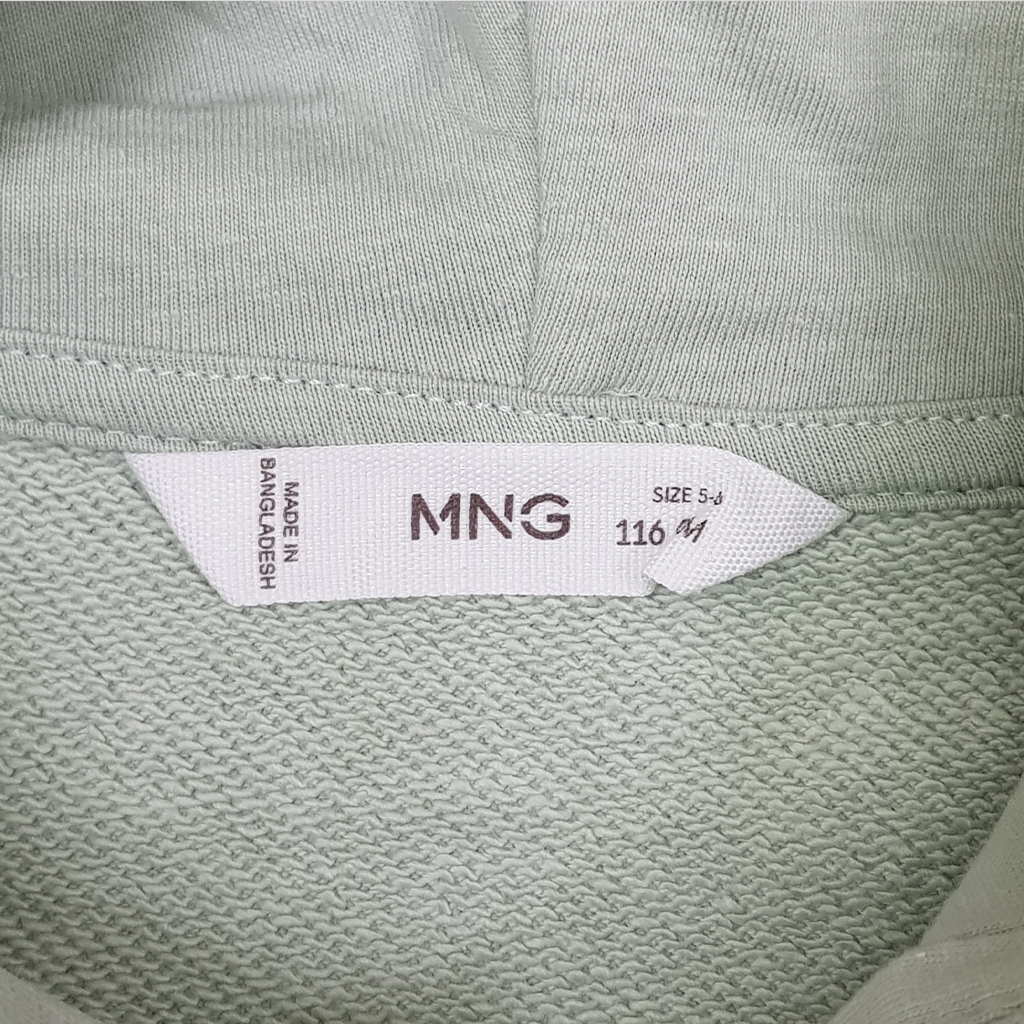 MADE IN
BANGLADESH
MNG
SIZE 5-6
116